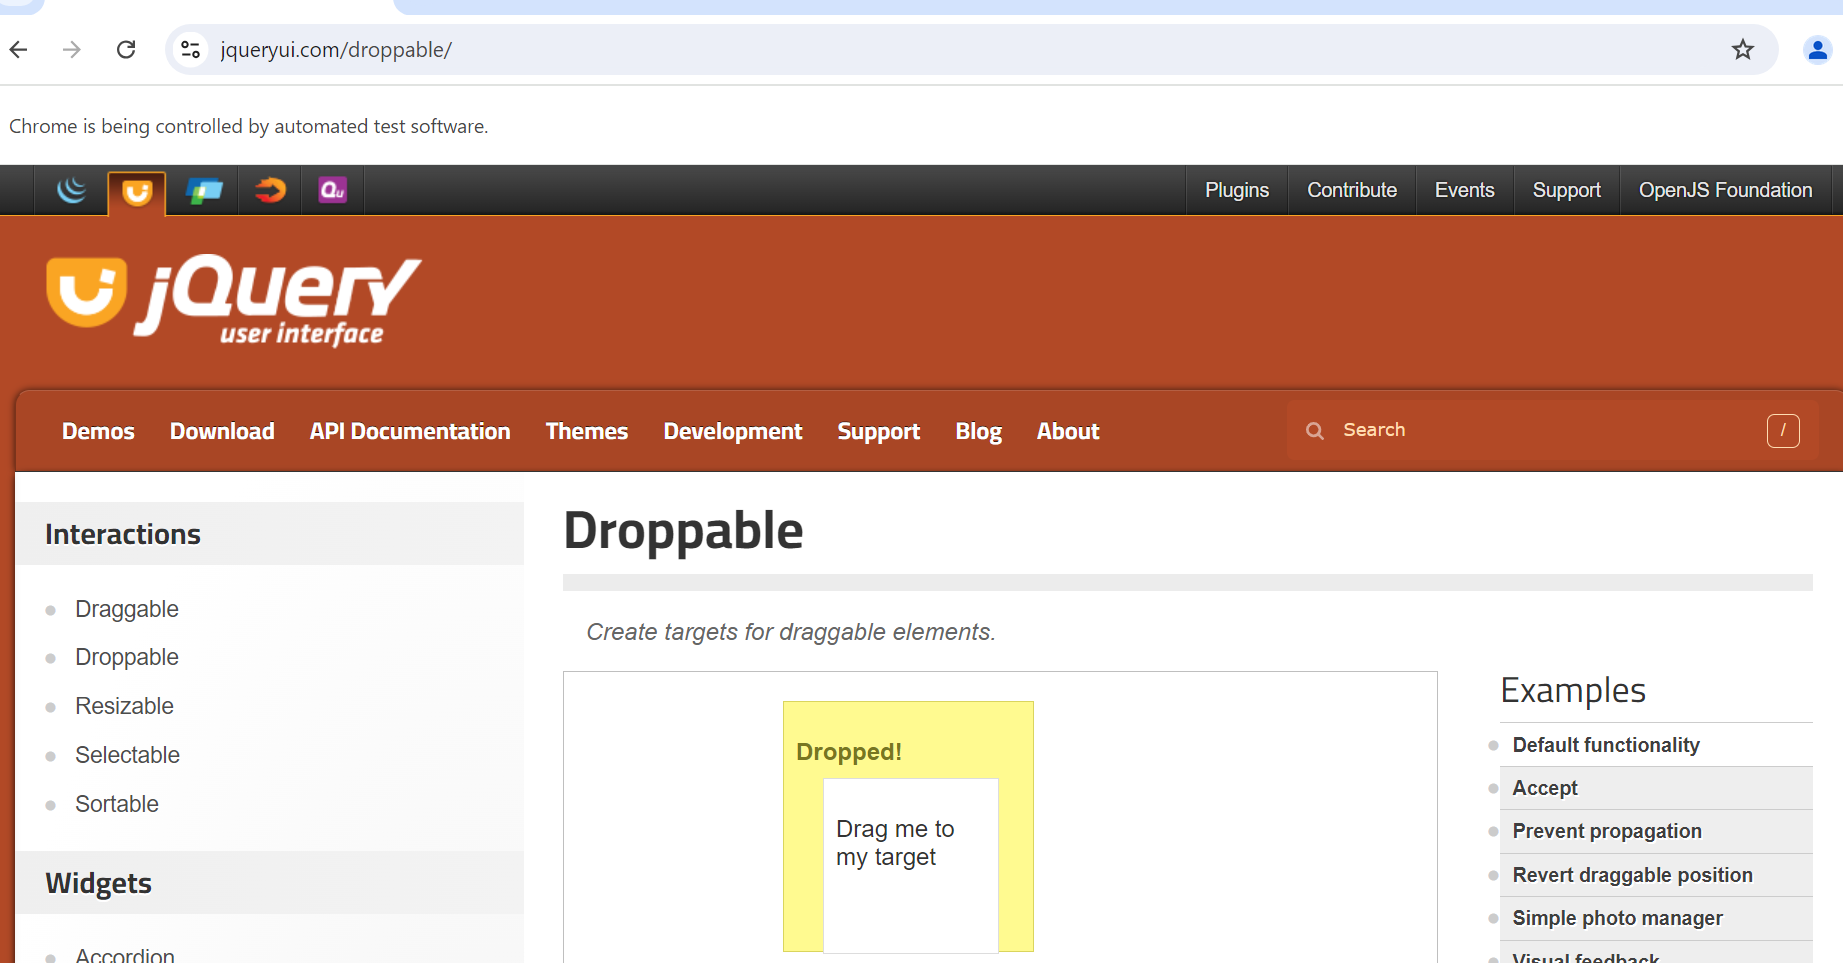 jqueryui.com/droppable/
Chrome is being controlled by automated test software.
Qu
Plugins
Contribute
Events
Support
OpenJS Foundation
jQuery
user interface
Demos
Download
API Documentation
Themes
Development
Support
Blog
About
Search
/
Interactions
Draggable
Droppable
Resizable
Selectable
Sortable
Widgets
Accordion
Droppable
Create targets for draggable elements.
Dropped!
Drag me to
my target
Examples
Default functionality
Accept
Prevent propagation
Revert draggable position
Simple photo manager
Visual feedback